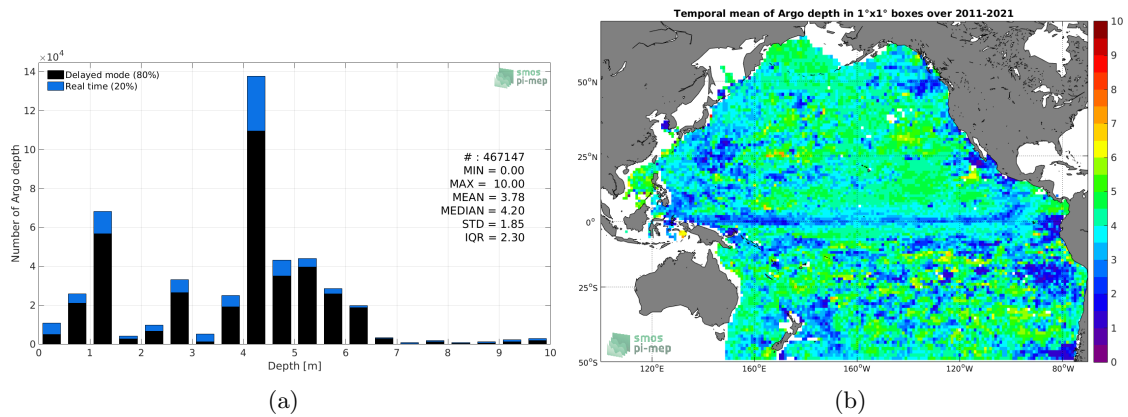 ×10⁴
14
12
10
8
6
4
2
0
Number of Argo depth
Delayed mode (80%)
Real time (20%)
smos
pi-mep
# : 467147
MIN = 0.00
MAX = 10.00
MEAN = 3.78
MEDIAN = 4.20
STD = 1.85
IQR = 2.30
0 1 2 3 4 5 6 7 8 9 10
Depth [m]
(a)
Temporal mean of Argo depth in 1°x1° boxes over 2011-2021
50°N
25°N
0°
25°S
50°S
smos
pi-mep
120°E 160°E 160°W 120°W 80°W
10
9
8
7
6
5
4
3
2
1
0
(b)